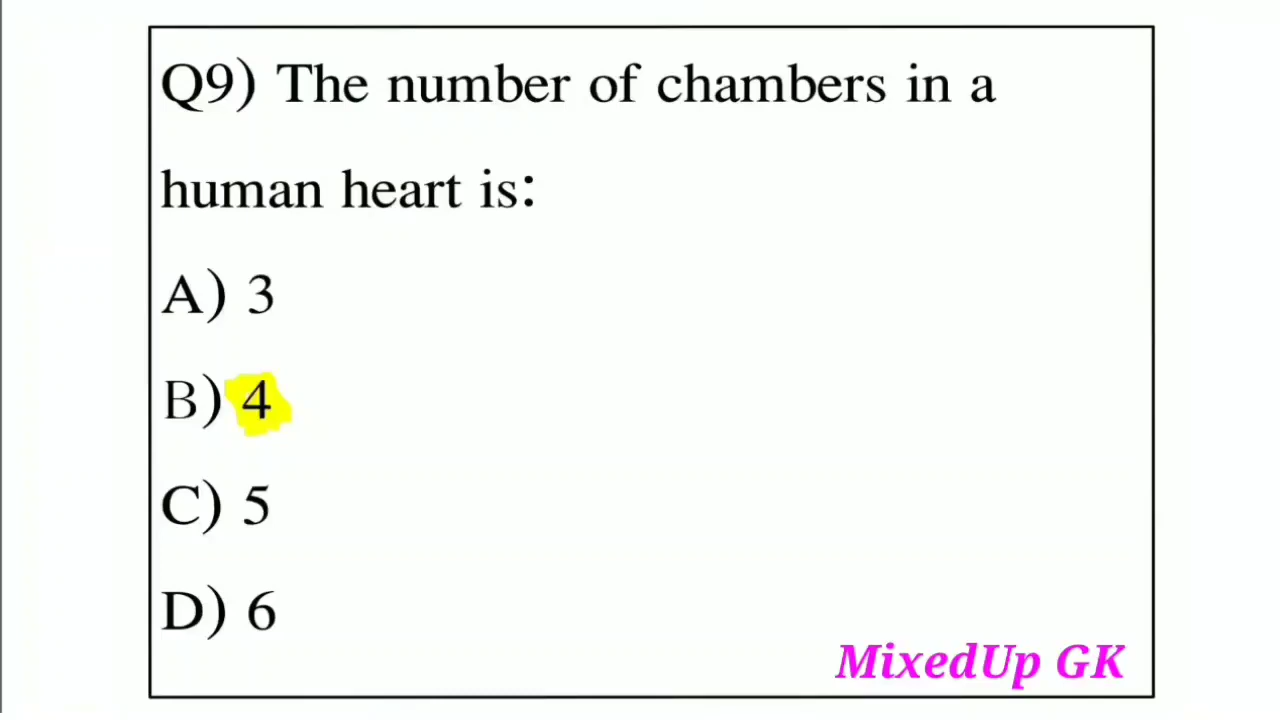 Q9) The number of chambers in a
human heart is:
A) 3
B) 4
C) 5
D) 6
MixedUp GK